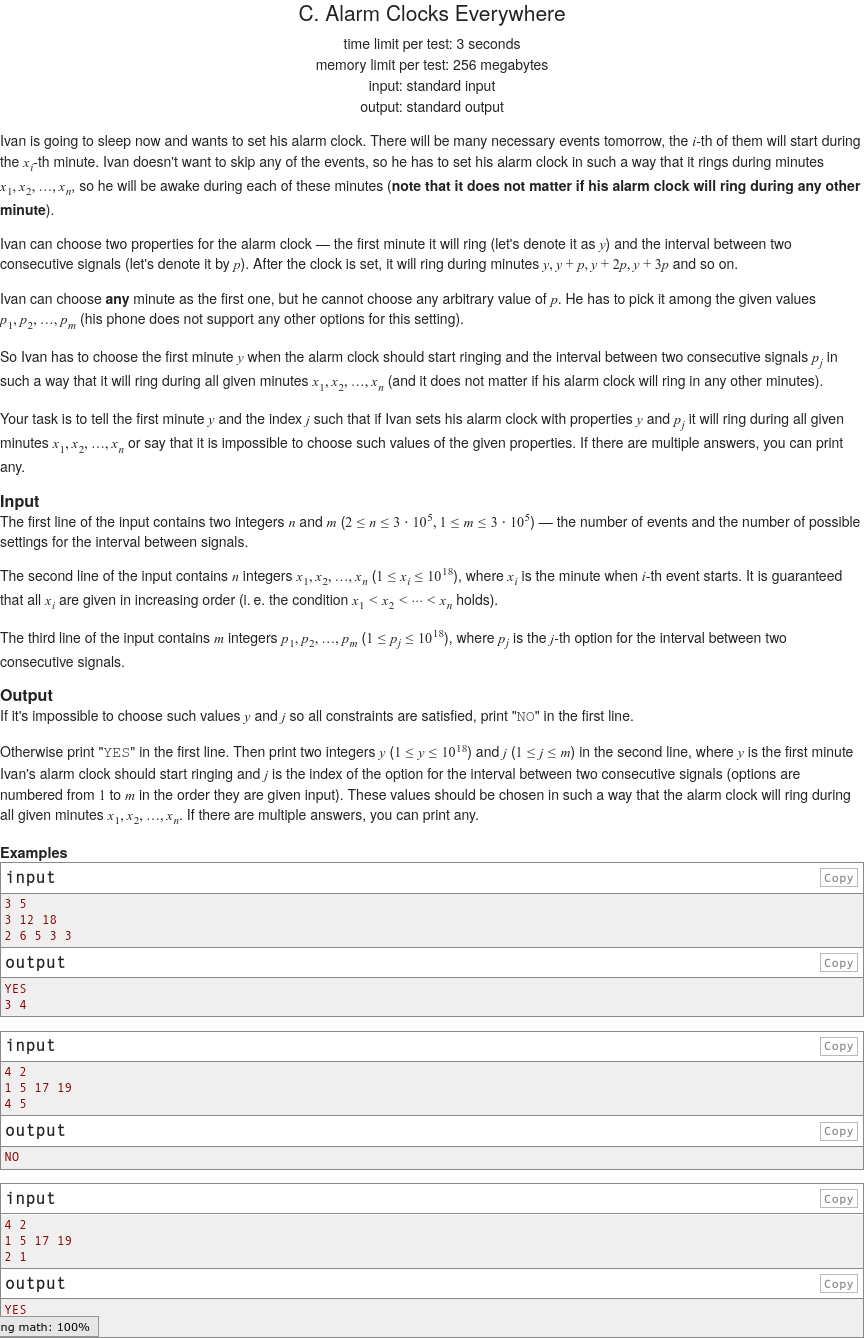 C. Alarm Clocks Everywhere
time limit per test: 3 seconds
memory limit per test: 256 megabytes
input: standard input
output: standard output
Ivan is going to sleep now and wants to set his alarm clock. There will be many necessary events tomorrow, the i-th of them will start during
the x_i-th minute. Ivan doesn't want to skip any of the events, so he has to set his alarm clock in such a way that it rings during minutes
x_1, x_2, …, x_n, so he will be awake during each of these minutes (note that it does not matter if his alarm clock will ring during any other
minute).
Ivan can choose two properties for the alarm clock — the first minute it will ring (let's denote it as y) and the interval between two
consecutive signals (let's denote it by p). After the clock is set, it will ring during minutes y, y + p, y + 2p, y + 3p and so on.
Ivan can choose any minute as the first one, but he cannot choose any arbitrary value of p. He has to pick it among the given values
p_1, p_2, …, p_m (his phone does not support any other options for this setting).
So Ivan has to choose the first minute y when the alarm clock should start ringing and the interval between two consecutive signals p_j in
such a way that it will ring during all given minutes x_1, x_2, …, x_n (and it does not matter if his alarm clock will ring in any other minutes).
Your task is to tell the first minute y and the index j such that if Ivan sets his alarm clock with properties y and p_j it will ring during all given
minutes x_1, x_2, …, x_n or say that it is impossible to choose such values of the given properties. If there are multiple answers, you can print
any.
Input
The first line of the input contains two integers n and m (2 ≤ n ≤ 3 · 10^5, 1 ≤ m ≤ 3 · 10^5) — the number of events and the number of possible
settings for the interval between signals.
The second line of the input contains n integers x_1, x_2, …, x_n (1 ≤ x_i ≤ 10^18), where x_i is the minute when i-th event starts. It is guaranteed
that all x_i are given in increasing order (i. e. the condition x_1 < x_2 < ⋯ < x_n holds).
The third line of the input contains m integers p_1, p_2, …, p_m (1 ≤ p_j ≤ 10^18), where p_j is the j-th option for the interval between two
consecutive signals.
Output
If it's impossible to choose such values y and j so all constraints are satisfied, print "NO" in the first line.
Otherwise print "YES" in the first line. Then print two integers y (1 ≤ y ≤ 10^18) and j (1 ≤ j ≤ m) in the second line, where y is the first minute
Ivan's alarm clock should start ringing and j is the index of the option for the interval between two consecutive signals (options are
numbered from 1 to m in the order they are given input). These values should be chosen in such a way that the alarm clock will ring during
all given minutes x_1, x_2, …, x_n. If there are multiple answers, you can print any.
Examples
input Copy
3 5
3 12 18
2 6 5 3 3
output Copy
YES
3 4
input Copy
4 2
1 5 17 19
4 5
output Copy
NO
input Copy
4 2
1 5 17 19
2 1
output Copy
YES
ng math: 100%